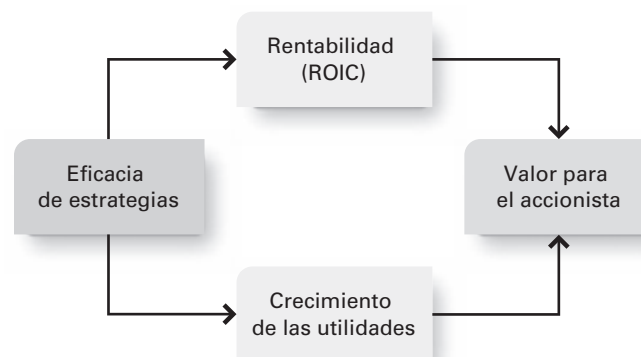 Rentabilidad
(ROIC)
Eficacia
de estrategias
Valor para
el accionista
Crecimiento
de las utilidades